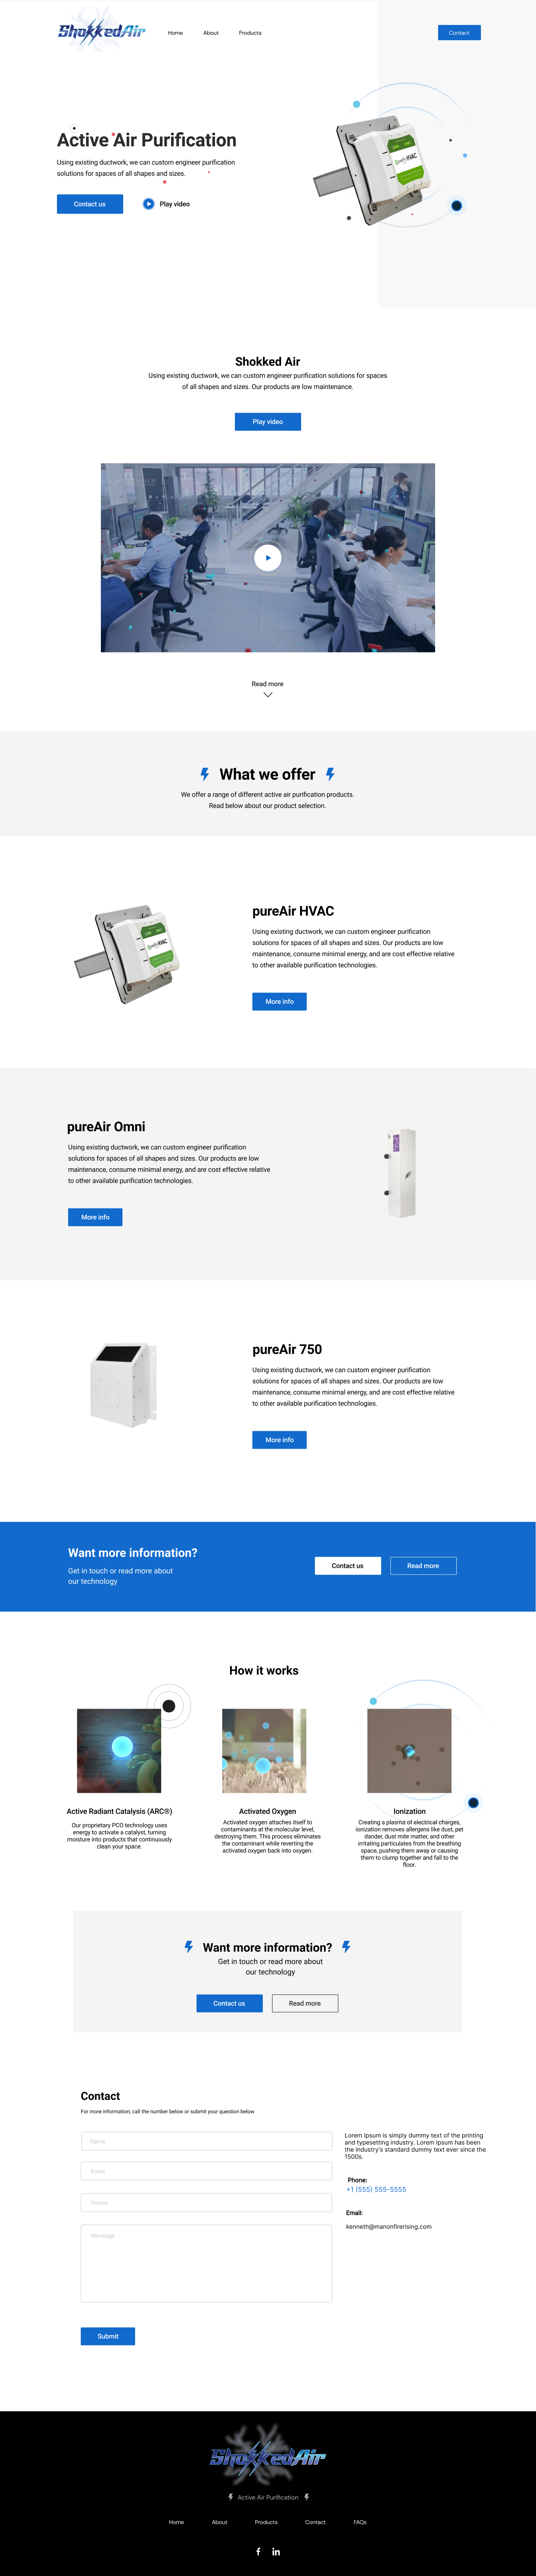 ShokkedAir
Home About Products
Contact
Active Air Purification
Using existing ductwork, we can custom engineer purification
solutions for spaces of all shapes and sizes.
Contact us
Play video
HVAC
Shokked Air
Using existing ductwork, we can custom engineer purification solutions for spaces
of all shapes and sizes. Our products are low maintenance.
Play video
Read more
What we offer
We offer a range of different active air purification products.
Read below about our product selection.
HVAC
pureAir HVAC
Using existing ductwork, we can custom engineer purification
solutions for spaces of all shapes and sizes. Our products are low
maintenance, consume minimal energy, and are cost effective relative
to other available purification technologies.
More info
pureAir Omni
Using existing ductwork, we can custom engineer purification
solutions for spaces of all shapes and sizes. Our products are low
maintenance, consume minimal energy, and are cost effective relative
to other available purification technologies.
More info
pureAir 750
Using existing ductwork, we can custom engineer purification
solutions for spaces of all shapes and sizes. Our products are low
maintenance, consume minimal energy, and are cost effective relative
to other available purification technologies.
More info
Want more information?
Get in touch or read more about
our technology
Contact us
Read more
How it works
Active Radiant Catalysis (ARC®)
Our proprietary PCO technology uses
energy to activate a catalyst, turning
moisture into products that continuously
clean your space.
Activated Oxygen
Activated oxygen attaches itself to
contaminants at the molecular level,
destroying them. This process eliminates
the contaminant while reverting the
activated oxygen back into oxygen.
Ionization
Creating a plasma of electrical charges,
ionization removes allergens like dust, pet
dander, dust mite matter, and other
irritating particulates from the breathing
space, pushing them away or causing
them to clump together and fall to the
floor.
Want more information?
Get in touch or read more about
our technology
Contact us
Read more
Contact
For more information, call the number below or submit your question below
Name
Email
Phone
Message
Submit
Lorem Ipsum is simply dummy text of the printing
and typesetting industry. Lorem Ipsum has been
the industry's standard dummy text ever since the
1500s.
Phone:
+1 (555) 555-5555
Email:
kenneth@manonfirerising.com
ShokkedAir
Active Air Purification
Home About Products Contact FAQs